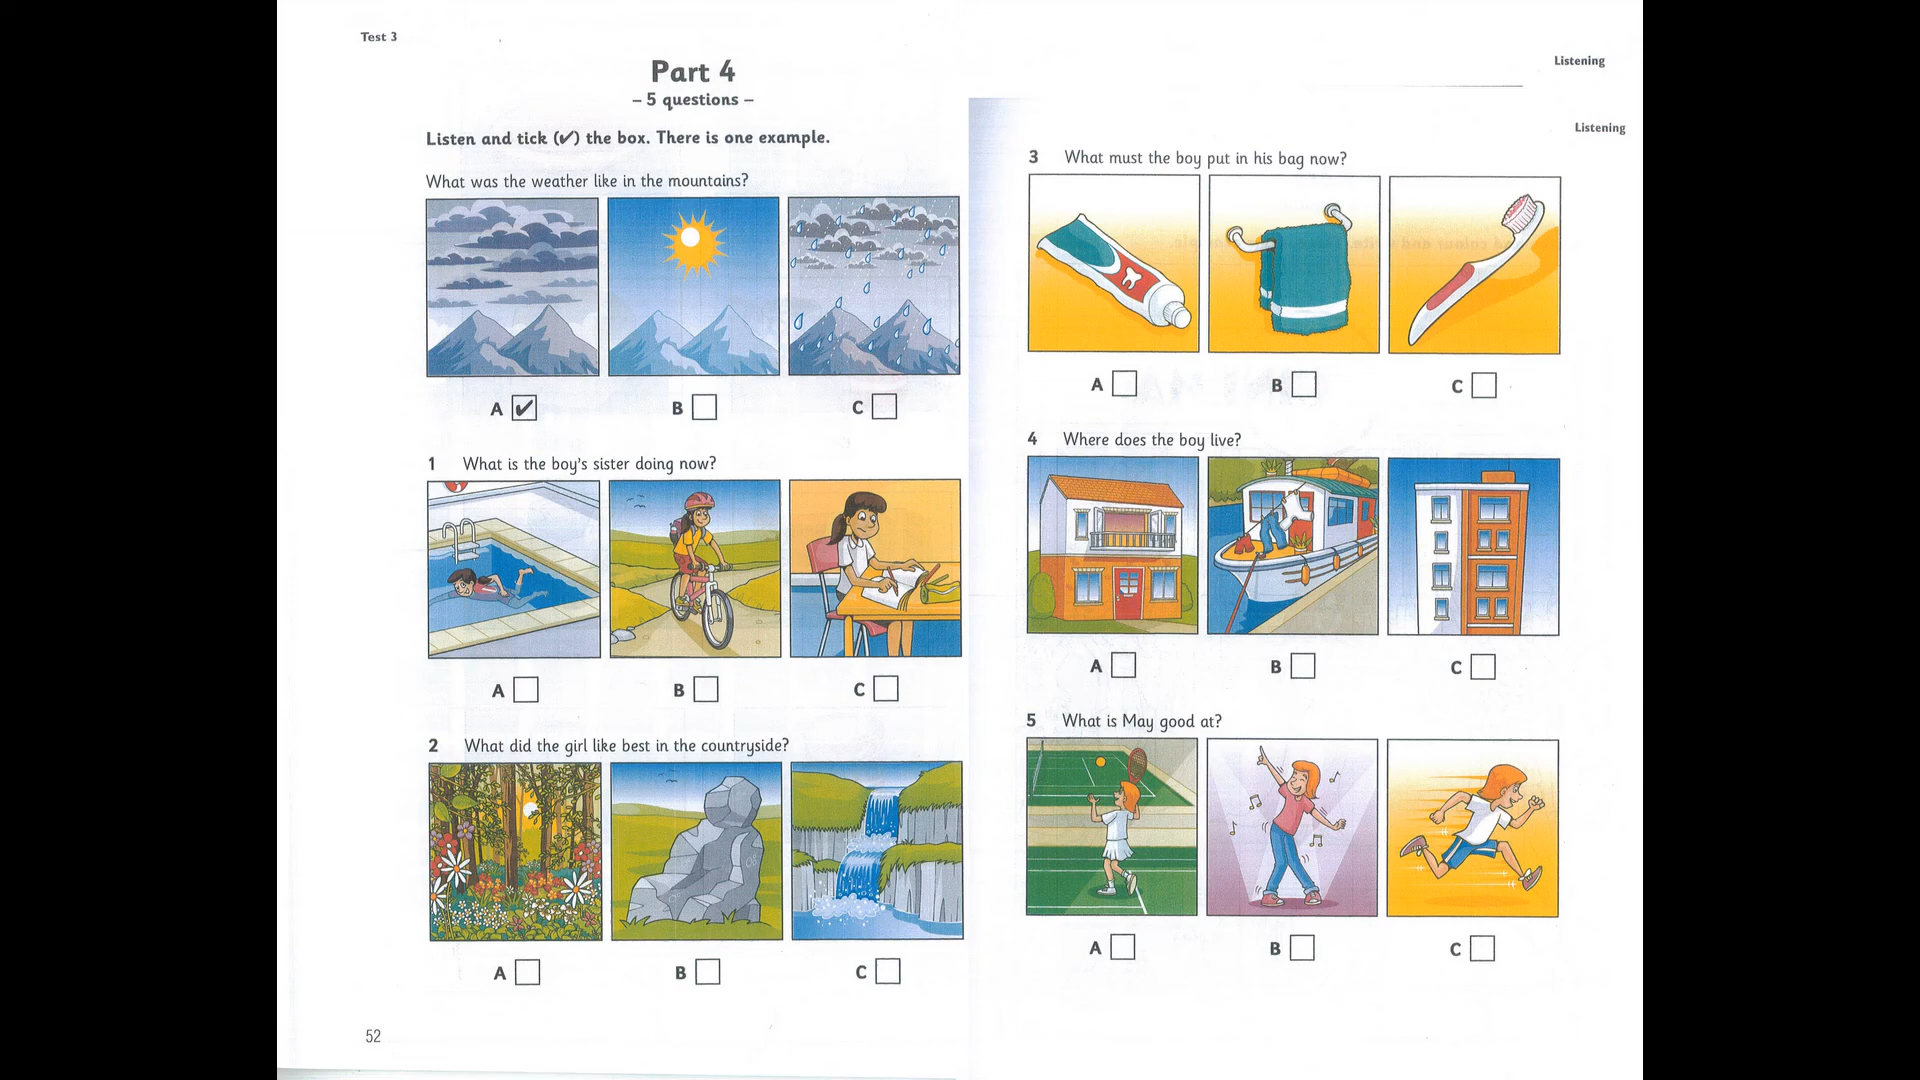 Test 3
Part 4
– 5 questions –
Listen and tick (✔) the box. There is one example.
What was the weather like in the mountains?
A ✔ B C
1 What is the boy's sister doing now?
A B C
2 What did the girl like best in the countryside?
A B C
52
Listening
Listening
3 What must the boy put in his bag now?
A B C
4 Where does the boy live?
A B C
5 What is May good at?
A B C